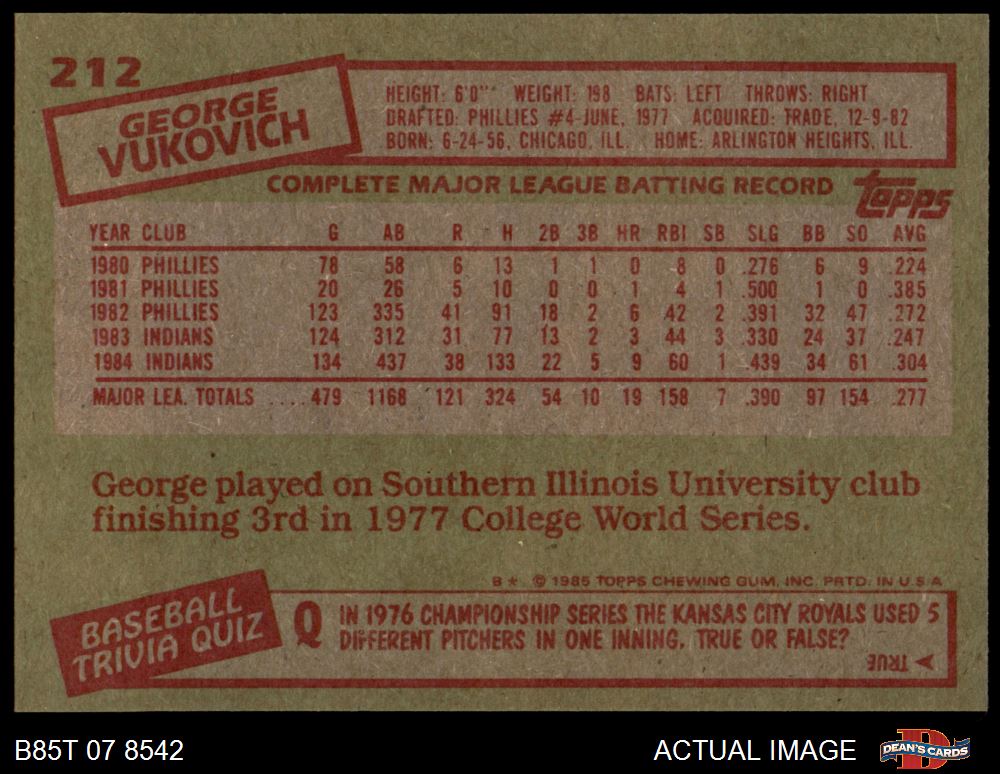 212
GEORGE
VUKOVICH
HEIGHT: 6'0" WEIGHT: 198 BATS: LEFT THROWS: RIGHT
DRAFTED: PHILLIES #4-JUNE, 1977 ACQUIRED: TRADE, 12-9-82
BORN: 6-24-56, CHICAGO, ILL. HOME: ARLINGTON HEIGHTS, ILL.
COMPLETE MAJOR LEAGUE BATTING RECORD
Topps
YEAR CLUB G AB R H 2B 3B HR RBI SB SLG BB SO AVG
1980 PHILLIES 78 58 6 13 1 1 0 8 0 .276 6 9 .224
1981 PHILLIES 20 26 5 10 0 0 1 4 1 .500 1 0 .385
1982 PHILLIES 123 335 41 91 18 2 6 42 2 .391 32 47 .272
1983 INDIANS 124 312 31 77 13 2 3 44 3 .330 24 37 .247
1984 INDIANS 134 437 38 133 22 5 9 60 1 .439 34 61 .304
MAJOR LEA. TOTALS ....479 1168 121 324 54 10 19 158 7 .390 97 154 .277
George played on Southern Illinois University club
finishing 3rd in 1977 College World Series.
B* © 1985 TOPPS CHEWING GUM, INC. PRTD. IN U.S.A.
BASEBALL
TRIVIA QUIZ
Q IN 1976 CHAMPIONSHIP SERIES THE KANSAS CITY ROYALS USED 5
DIFFERENT PITCHERS IN ONE INNING. TRUE OR FALSE?
TRUE
B85T 07 8542
ACTUAL IMAGE
DEAN'S CARDS